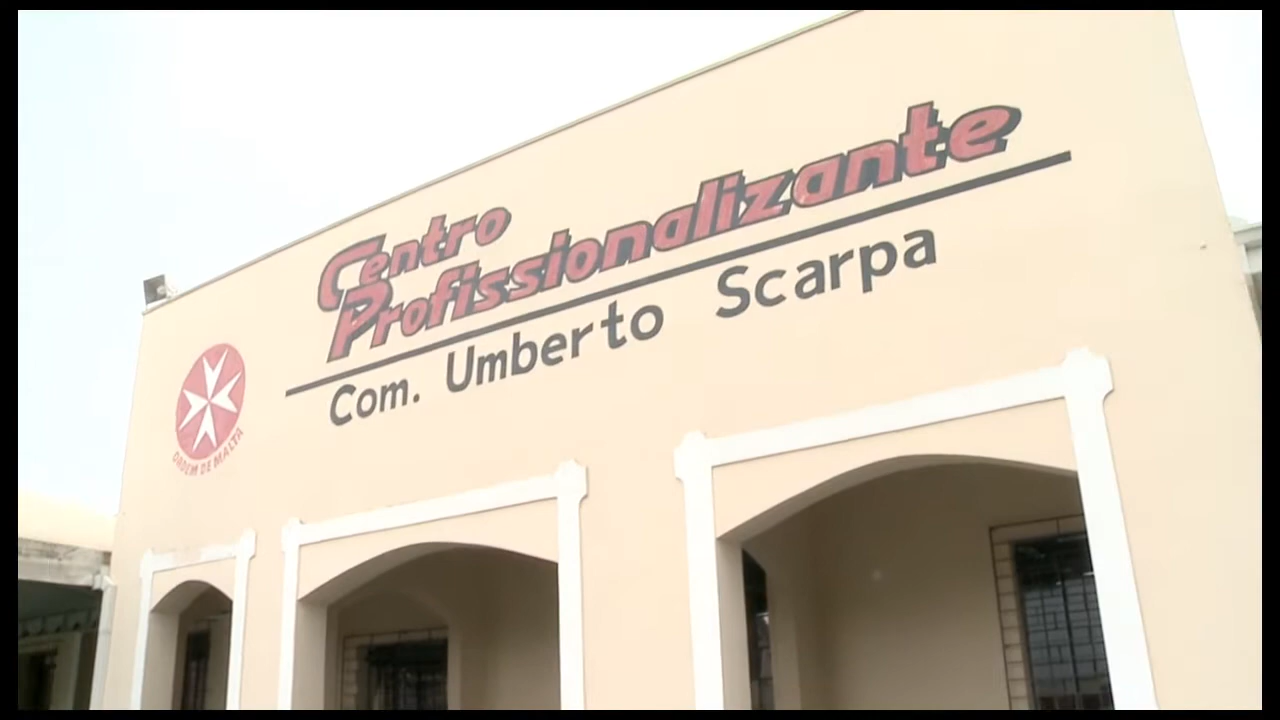 Centro
Profissionalizante
Com. Umberto Scarpa
ORDEM DE MALTA